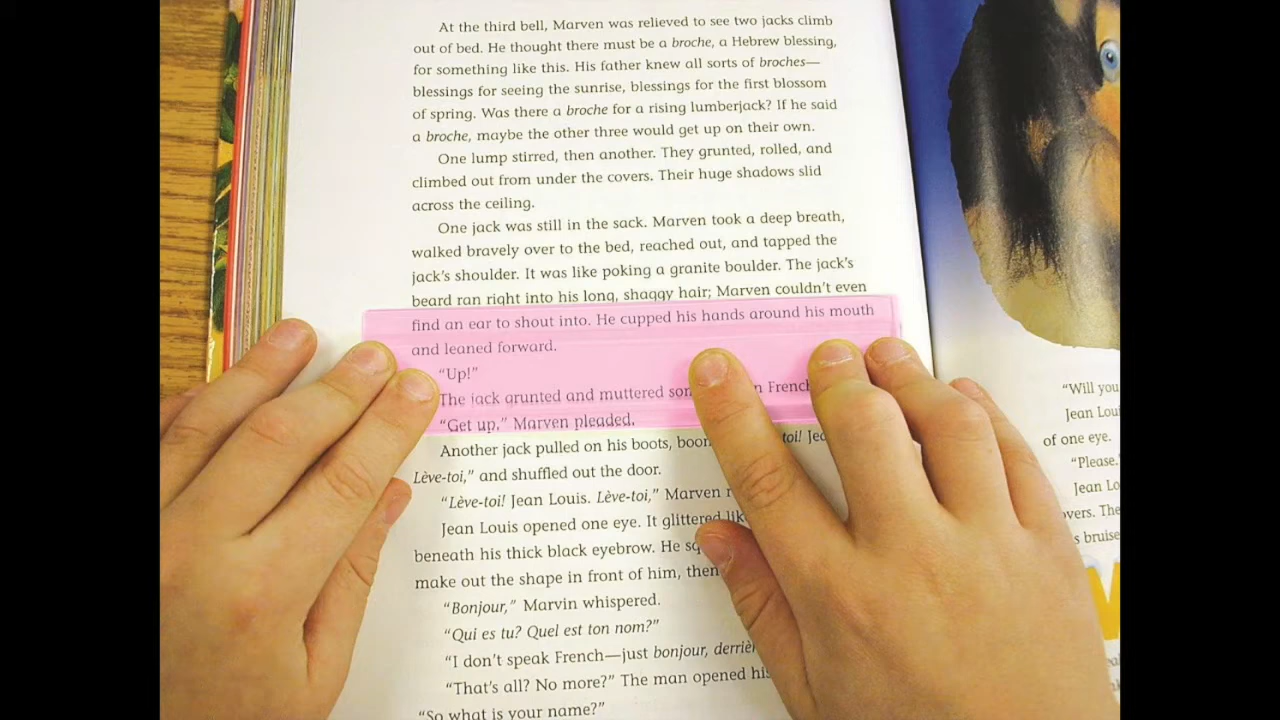 At the third bell, Marven was relieved to see two jacks climb
out of bed. He thought there must be a broche, a Hebrew blessing,
for something like this. His father knew all sorts of broches—
blessings for seeing the sunrise, blessings for the first blossom
of spring. Was there a broche for a rising lumberjack? If he said
a broche, maybe the other three would get up on their own.
One lump stirred, then another. They grunted, rolled, and
climbed out from under the covers. Their huge shadows slid
across the ceiling.
One jack was still in the sack. Marven took a deep breath,
walked bravely over to the bed, reached out, and tapped the
jack's shoulder. It was like poking a granite boulder. The jack's
beard ran right into his long, shaggy hair; Marven couldn't even
find an ear to shout into. He cupped his hands around his mouth
and leaned forward.
"Up!"
The jack grunted and muttered French
"Get up," Marven pleaded.
Another jack pulled on his boots, toi!
Lève-toi," and shuffled out the door.
"Lève-toi! Jean Louis. Lève-toi," Marven
Jean Louis opened one eye. It glittered
beneath his thick black eyebrow. He
make out the shape in front of him, then
"Bonjour," Marvin whispered.
"Qui es tu? Quel est ton nom?"
"I don't speak French—just bonjour,
"That's all? No more?" The man opened his
"So what is your name?"
"Will you
Jean Loui
of one eye.
"Please.
Jean Lo
The
bruise